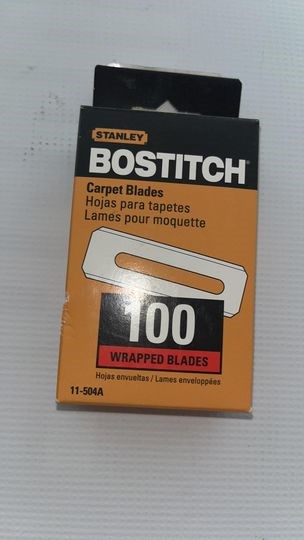 STANLEY
BOSTITCH®
Carpet Blades
Hojas para tapetes
Lames pour moquette
100
WRAPPED BLADES
Hojas envueltas / Lames enveloppées
11-504A